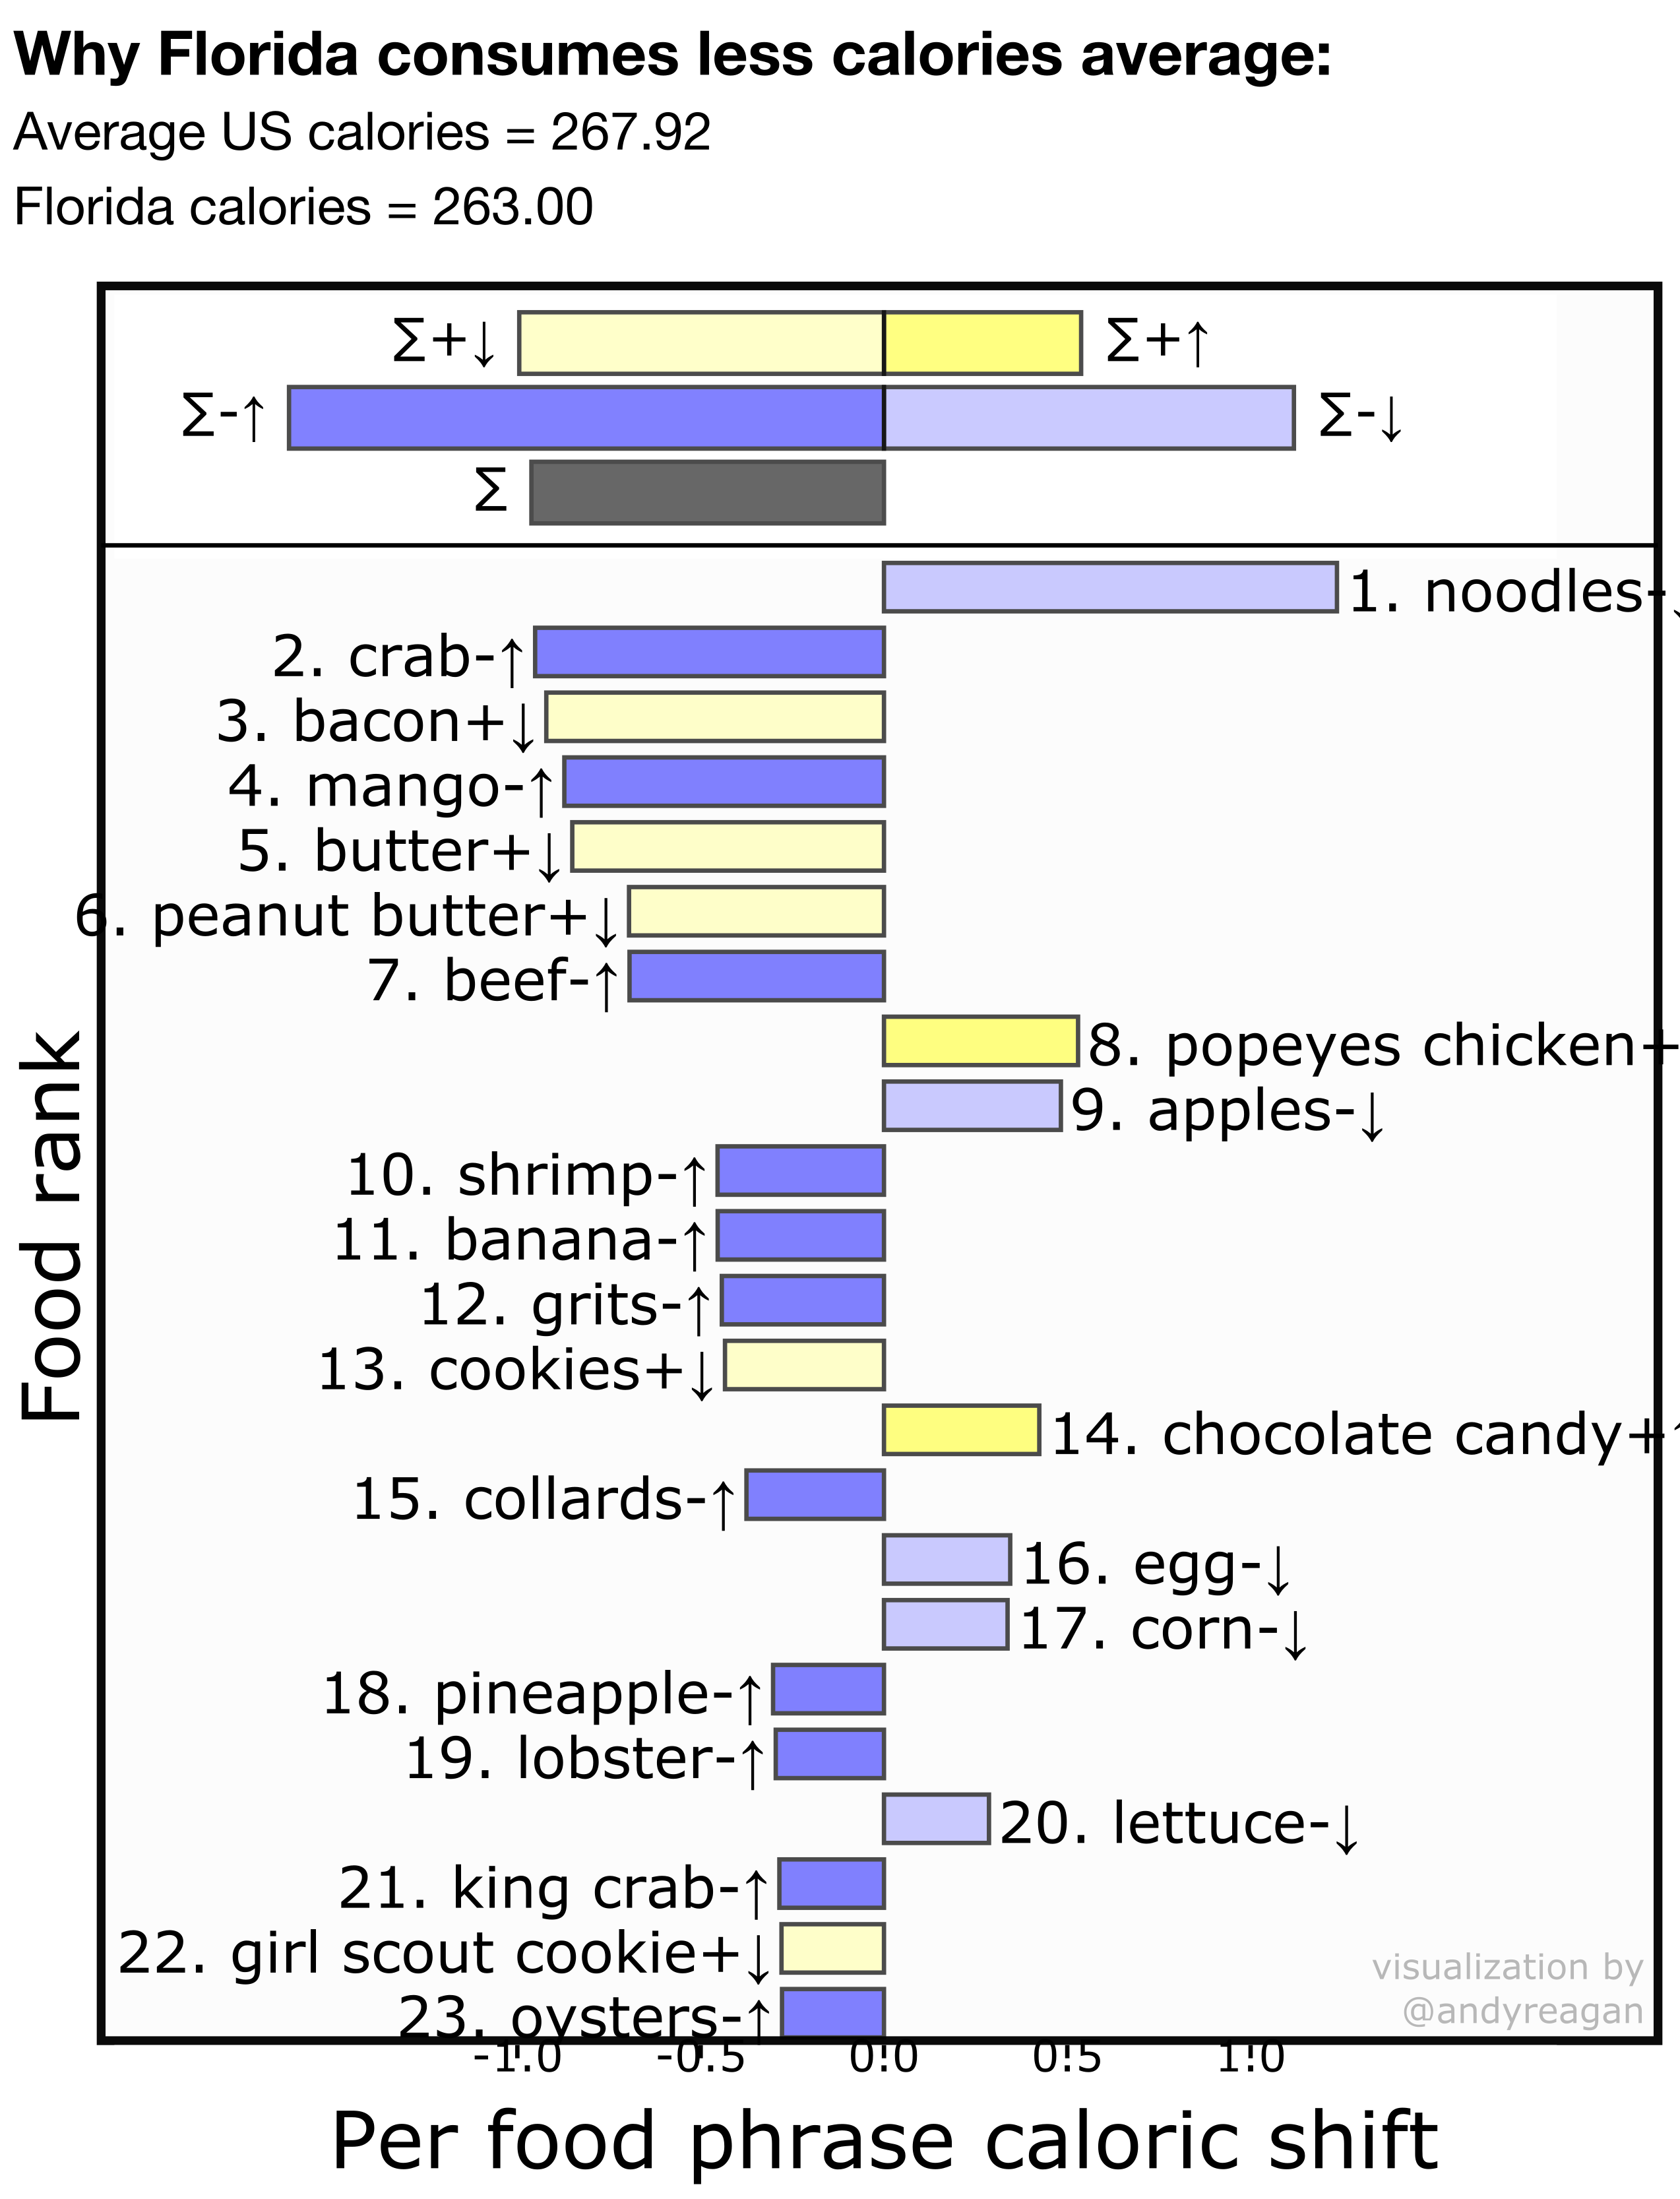 Why Florida consumes less calories average:
Average US calories = 267.92
Florida calories = 263.00
∑+↓ ∑+↑
∑-↑ ∑-↓
∑
1. noodles-↓
2. crab-↑
3. bacon+↓
4. mango-↑
5. butter+↓
6. peanut butter+↓
7. beef-↑
8. popeyes chicken+
9. apples-↓
10. shrimp-↑
11. banana-↑
12. grits-↑
13. cookies+↓
14. chocolate candy+↑
15. collards-↑
16. egg-↓
17. corn-↓
18. pineapple-↑
19. lobster-↑
20. lettuce-↓
21. king crab-↑
22. girl scout cookie+↓
23. oysters-↑
Food rank
visualization by
@andyreagan
-1.0 -0.5 0.0 0.5 1.0
Per food phrase caloric shift